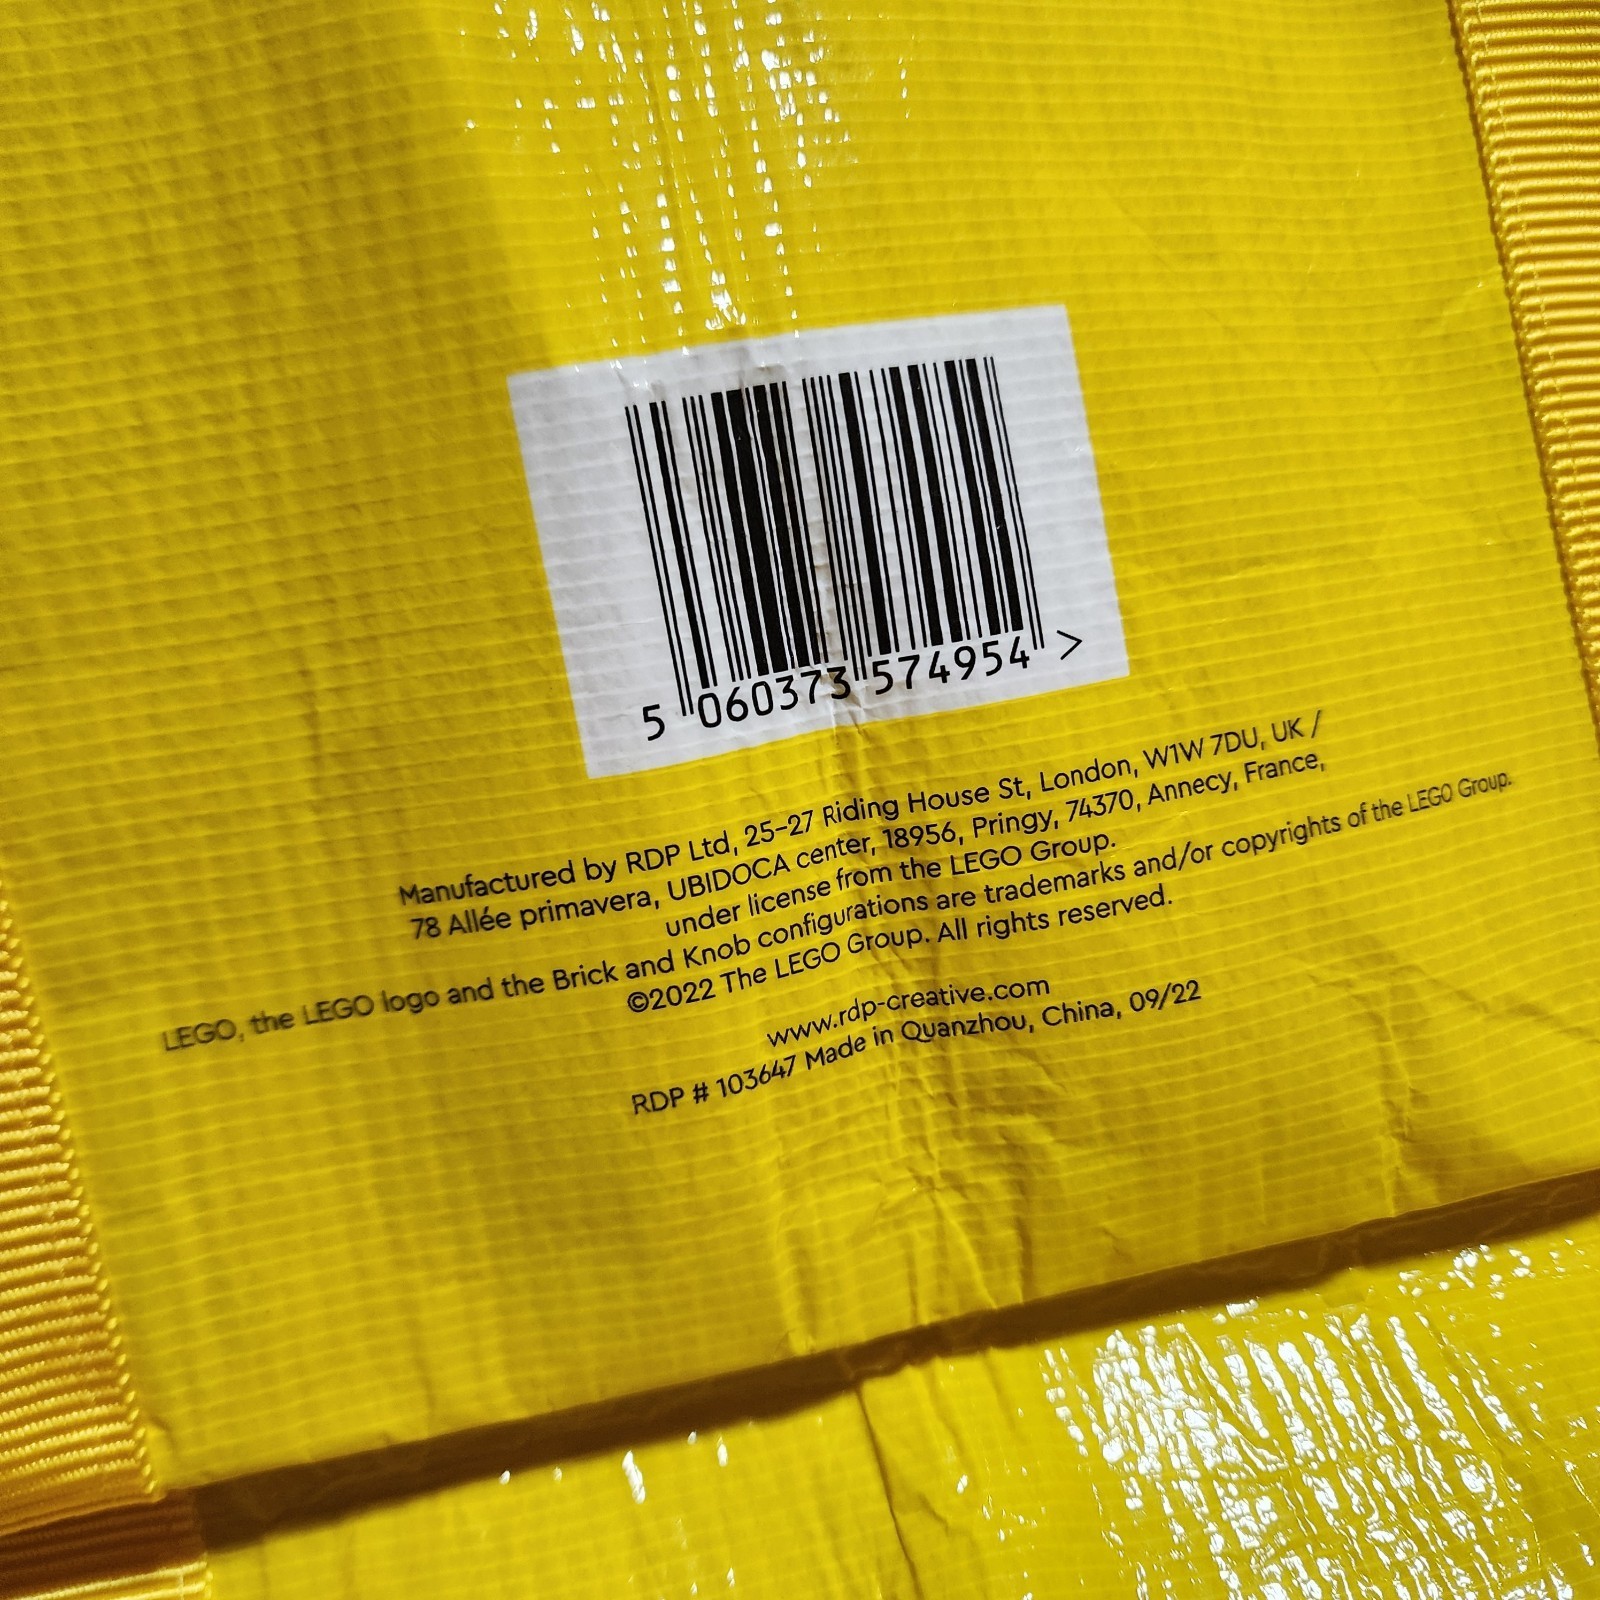 5 060373 574954 >
Manufactured by RDP Ltd, 25-27 Riding House St, London, W1W 7DU, UK /
78 Allée primavera, UBIDOCA center, 18956, Pringy, 74370, Annecy, France,
under license from the LEGO Group.
LEGO, the LEGO logo and the Brick and Knob configurations are trademarks and/or copyrights of the LEGO Group.
©2022 The LEGO Group. All rights reserved.
www.rdp-creative.com
RDP # 103647 Made in Quanzhou, China, 09/22